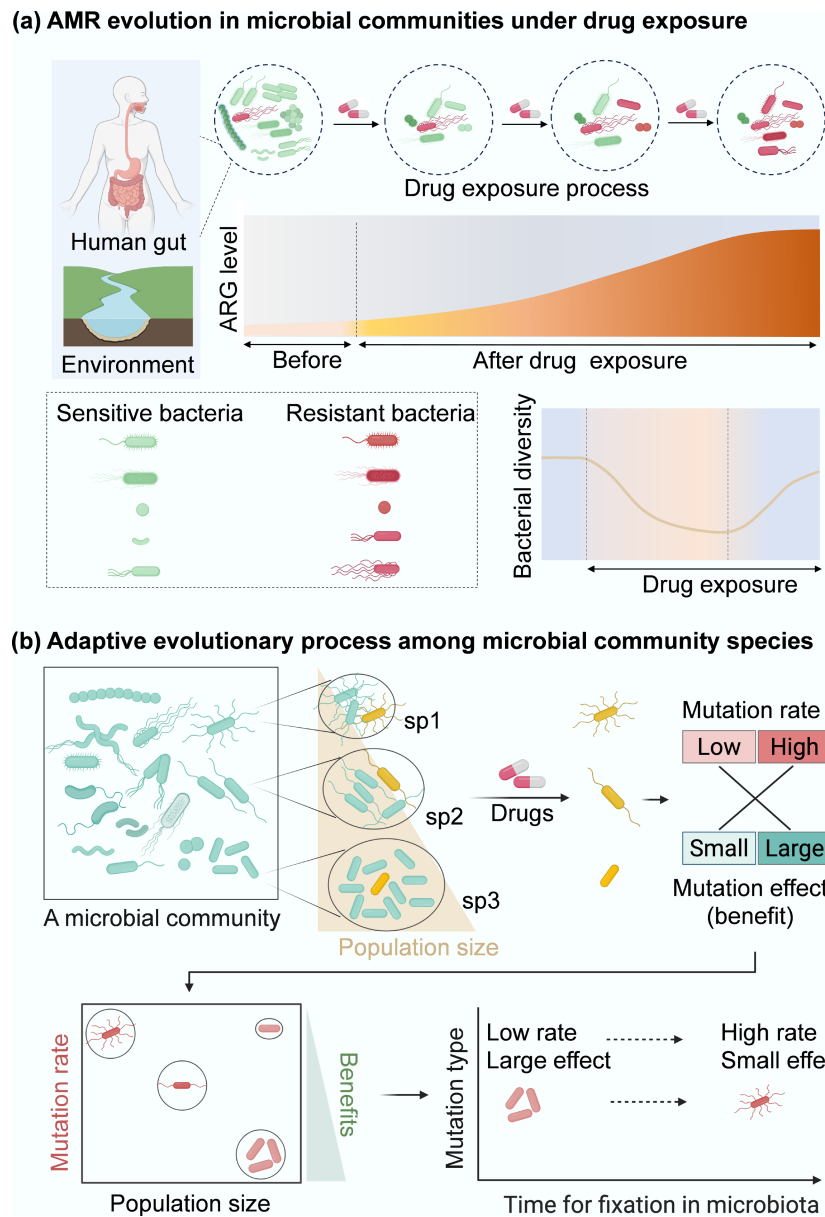 (a) AMR evolution in microbial communities under drug exposure
Human gut
Environment
Drug exposure process
ARG level
Before
After drug exposure
Sensitive bacteria
Resistant bacteria
Bacterial diversity
Drug exposure
(b) Adaptive evolutionary process among microbial community species
A microbial community
sp1
sp2
sp3
Population size
Drugs
Mutation rate
Low
High
Small
Large
Mutation effect
(benefit)
Mutation rate
Population size
Benefits
Mutation type
Low rate
Large effect
High rate
Small effe
Time for fixation in microbiota